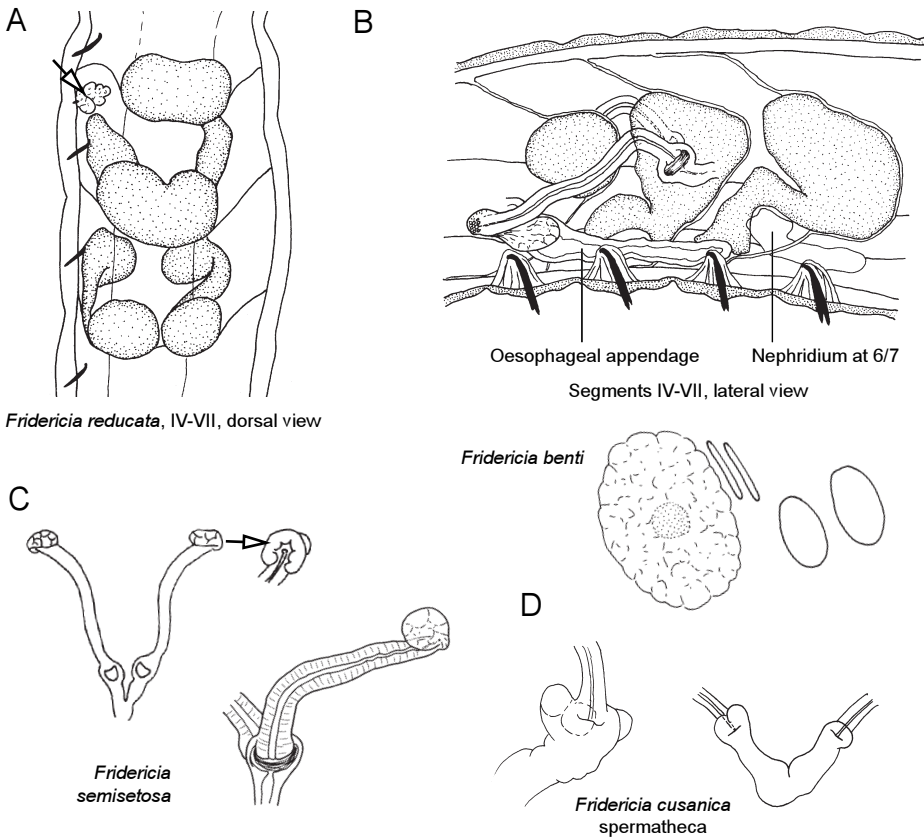 A
B
Oesophageal appendage
Nephridium at 6/7
Segments IV-VII, lateral view
Fridericia reducata, IV-VII, dorsal view
Fridericia benti
C
D
Fridericia
semisetosa
Fridericia cusanica
spermatheca